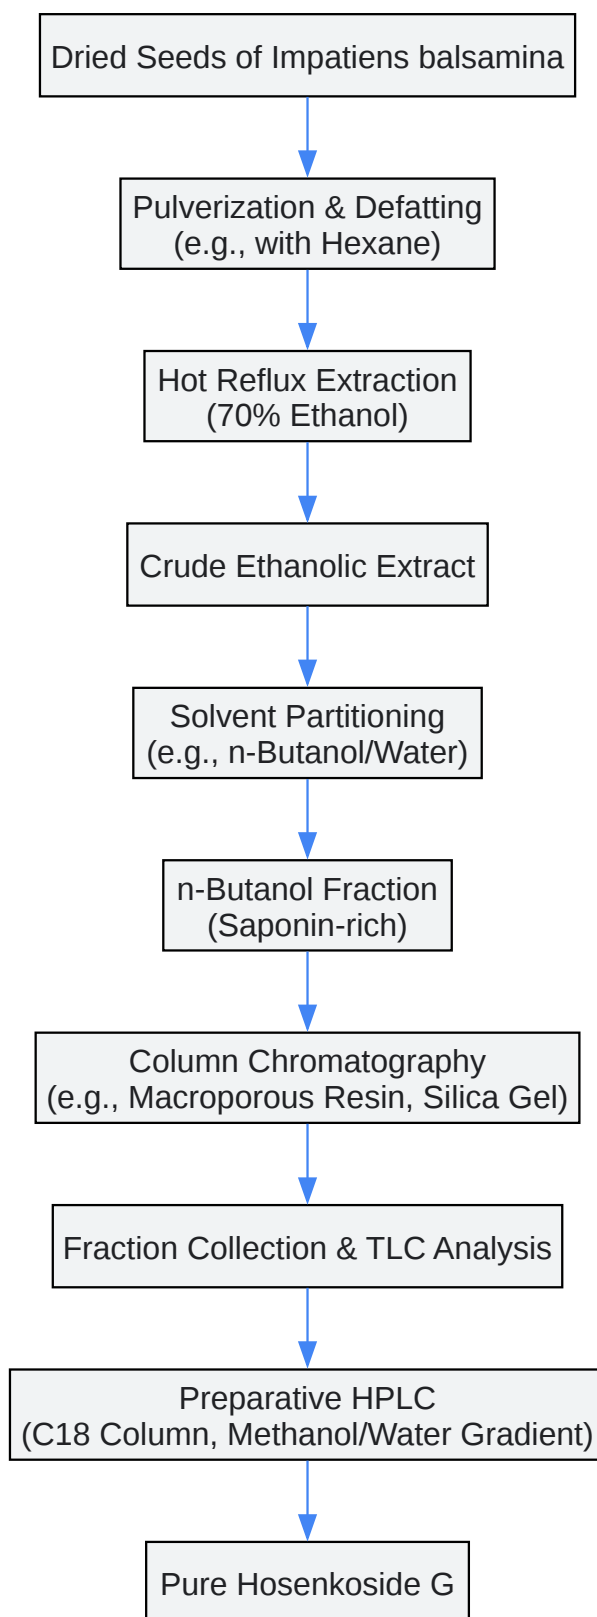 Dried Seeds of Impatiens balsamina
Pulverization & Defatting
(e.g., with Hexane)
Hot Reflux Extraction
(70% Ethanol)
Crude Ethanolic Extract
Solvent Partitioning
(e.g., n-Butanol/Water)
n-Butanol Fraction
(Saponin-rich)
Column Chromatography
(e.g., Macroporous Resin, Silica Gel)
Fraction Collection & TLC Analysis
Preparative HPLC
(C18 Column, Methanol/Water Gradient)
Pure Hosenkoside G